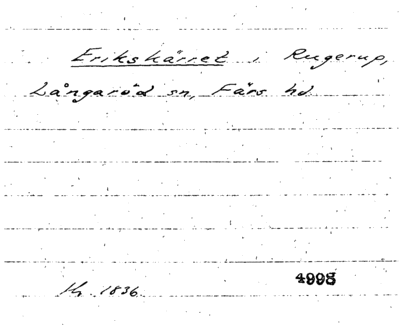 Erikskärret i Rugerup,
Långaröd sn, Färs hd
1836. 4998